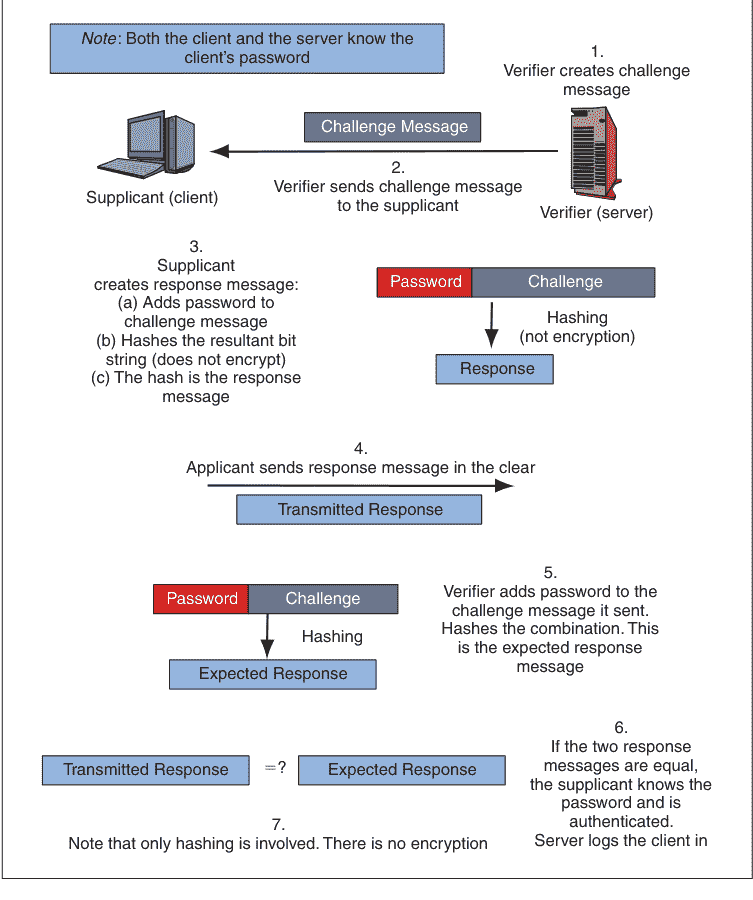 Note: Both the client and the server know the
client's password
1.
Verifier creates challenge
message
Challenge Message
2.
Verifier sends challenge message
to the supplicant
Supplicant (client)
Verifier (server)
3.
Supplicant
creates response message:
(a) Adds password to
challenge message
(b) Hashes the resultant bit
string (does not encrypt)
(c) The hash is the response
message
Password Challenge
Hashing
(not encryption)
Response
4.
Applicant sends response message in the clear
Transmitted Response
5.
Verifier adds password to the
challenge message it sent.
Hashes the combination. This
is the expected response
message
Password Challenge
Hashing
Expected Response
6.
If the two response
messages are equal,
the supplicant knows the
password and is
authenticated.
Server logs the client in
Transmitted Response =? Expected Response
7.
Note that only hashing is involved. There is no encryption